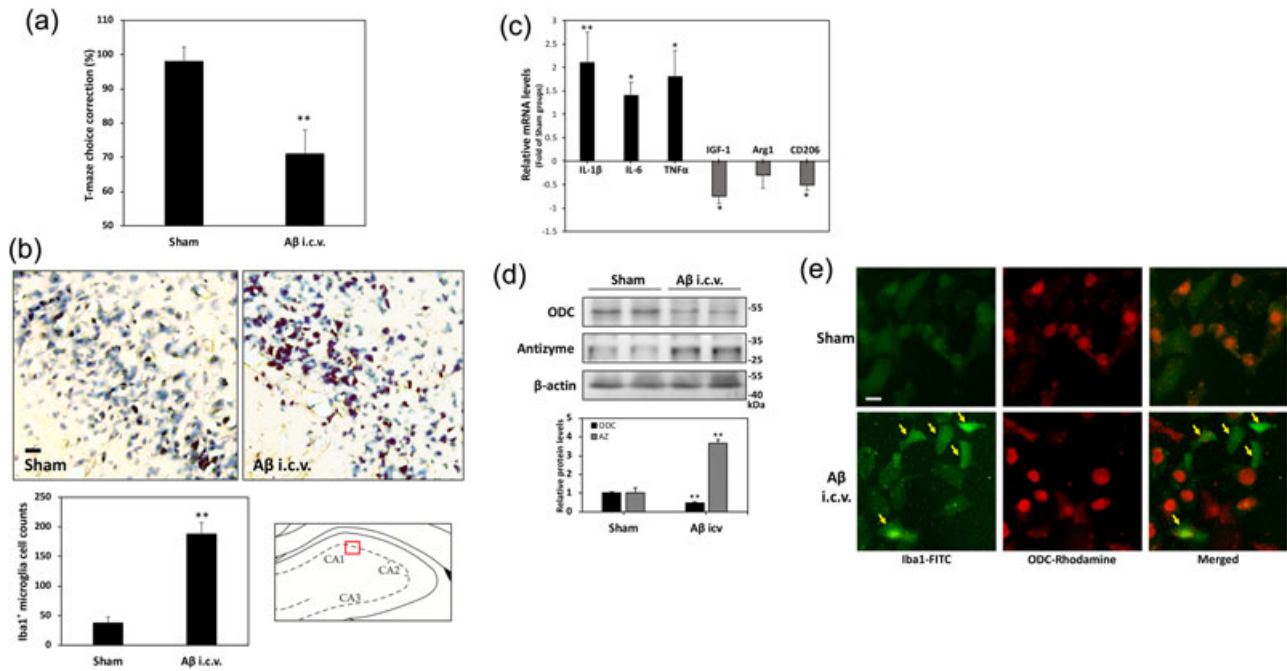 (a)
T-maze choice correction (%)
110
100
90
80
70
60
50
**
Sham
Aβ i.c.v.
(b)
Sham
Aβ i.c.v.
Iba1⁺ microglia cell counts
250
200
150
100
50
0
**
Sham
Aβ i.c.v.
CA1
CA2
CA3
(c)
Relative mRNA levels
(Fold of Sham groups)
3
2.5
2
1.5
1
0.5
0
-0.5
-1
-1.5
**
*
*
IGF-1
Arg1
CD206
IL-1β
IL-6
TNFα
*
*
(d)
Sham
Aβ i.c.v.
ODC
-55
Antizyme
-35
-25
β-actin
-55
-40
kDa
Relative protein levels
5
4
3
2
1
0
ODC
AZ
**
**
Sham
Aβ icv
(e)
Sham
Aβ
i.c.v.
Iba1-FITC
ODC-Rhodamine
Merged